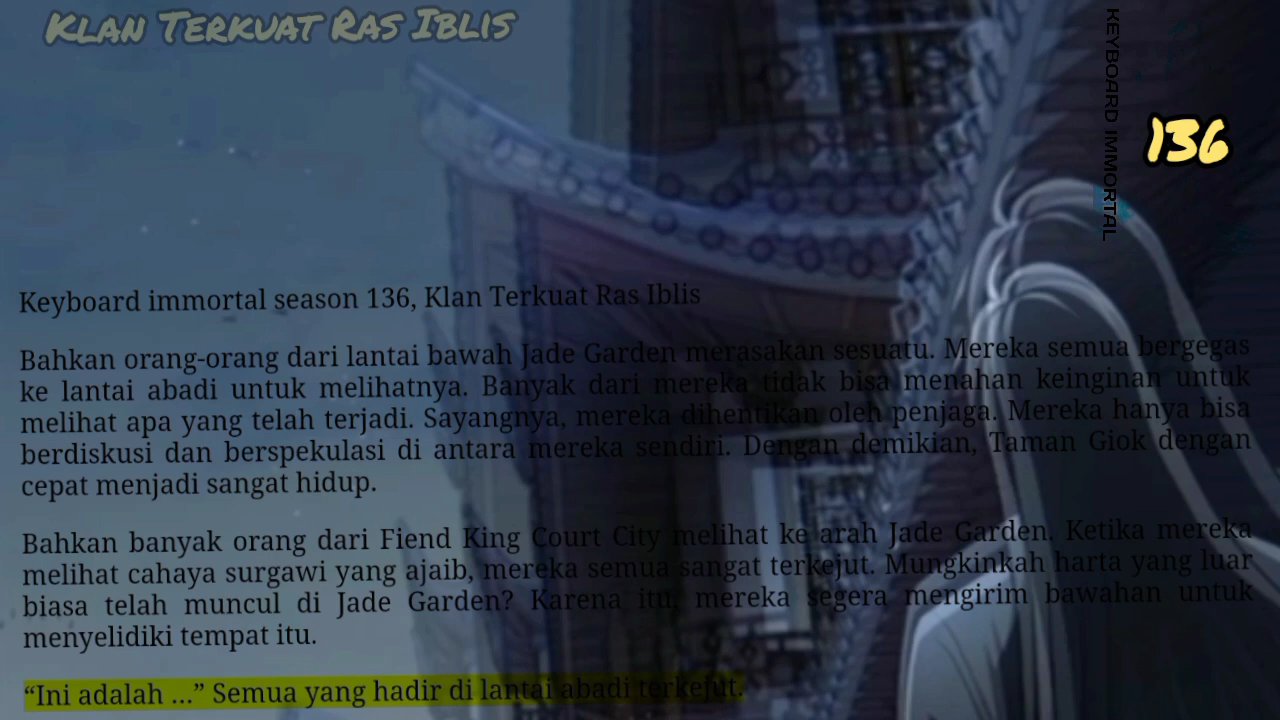 Klan Terkuat Ras Iblis
KEYBOARD IMMORTAL
136
Keyboard immortal season 136, Klan Terkuat Ras Iblis
Bahkan orang-orang dari lantai bawah Jade Garden merasakan sesuatu. Mereka semua bergegas
ke lantai abadi untuk melihatnya. Banyak dari mereka tidak bisa menahan keinginan untuk
melihat apa yang telah terjadi. Sayangnya, mereka dihentikan oleh penjaga. Mereka hanya bisa
berdiskusi dan berspekulasi di antara mereka sendiri. Dengan demikian, Taman Giok dengan
cepat menjadi sangat hidup.
Bahkan banyak orang dari Fiend King Court City melihat ke arah Jade Garden. Ketika mereka
melihat cahaya surgawi yang ajaib, mereka semua sangat terkejut. Mungkinkah harta yang luar
biasa telah muncul di Jade Garden? Karena itu, mereka segera mengirim bawahan untuk
menyelidiki tempat itu.
“Ini adalah ...” Semua yang hadir di lantai abadi terkejut.